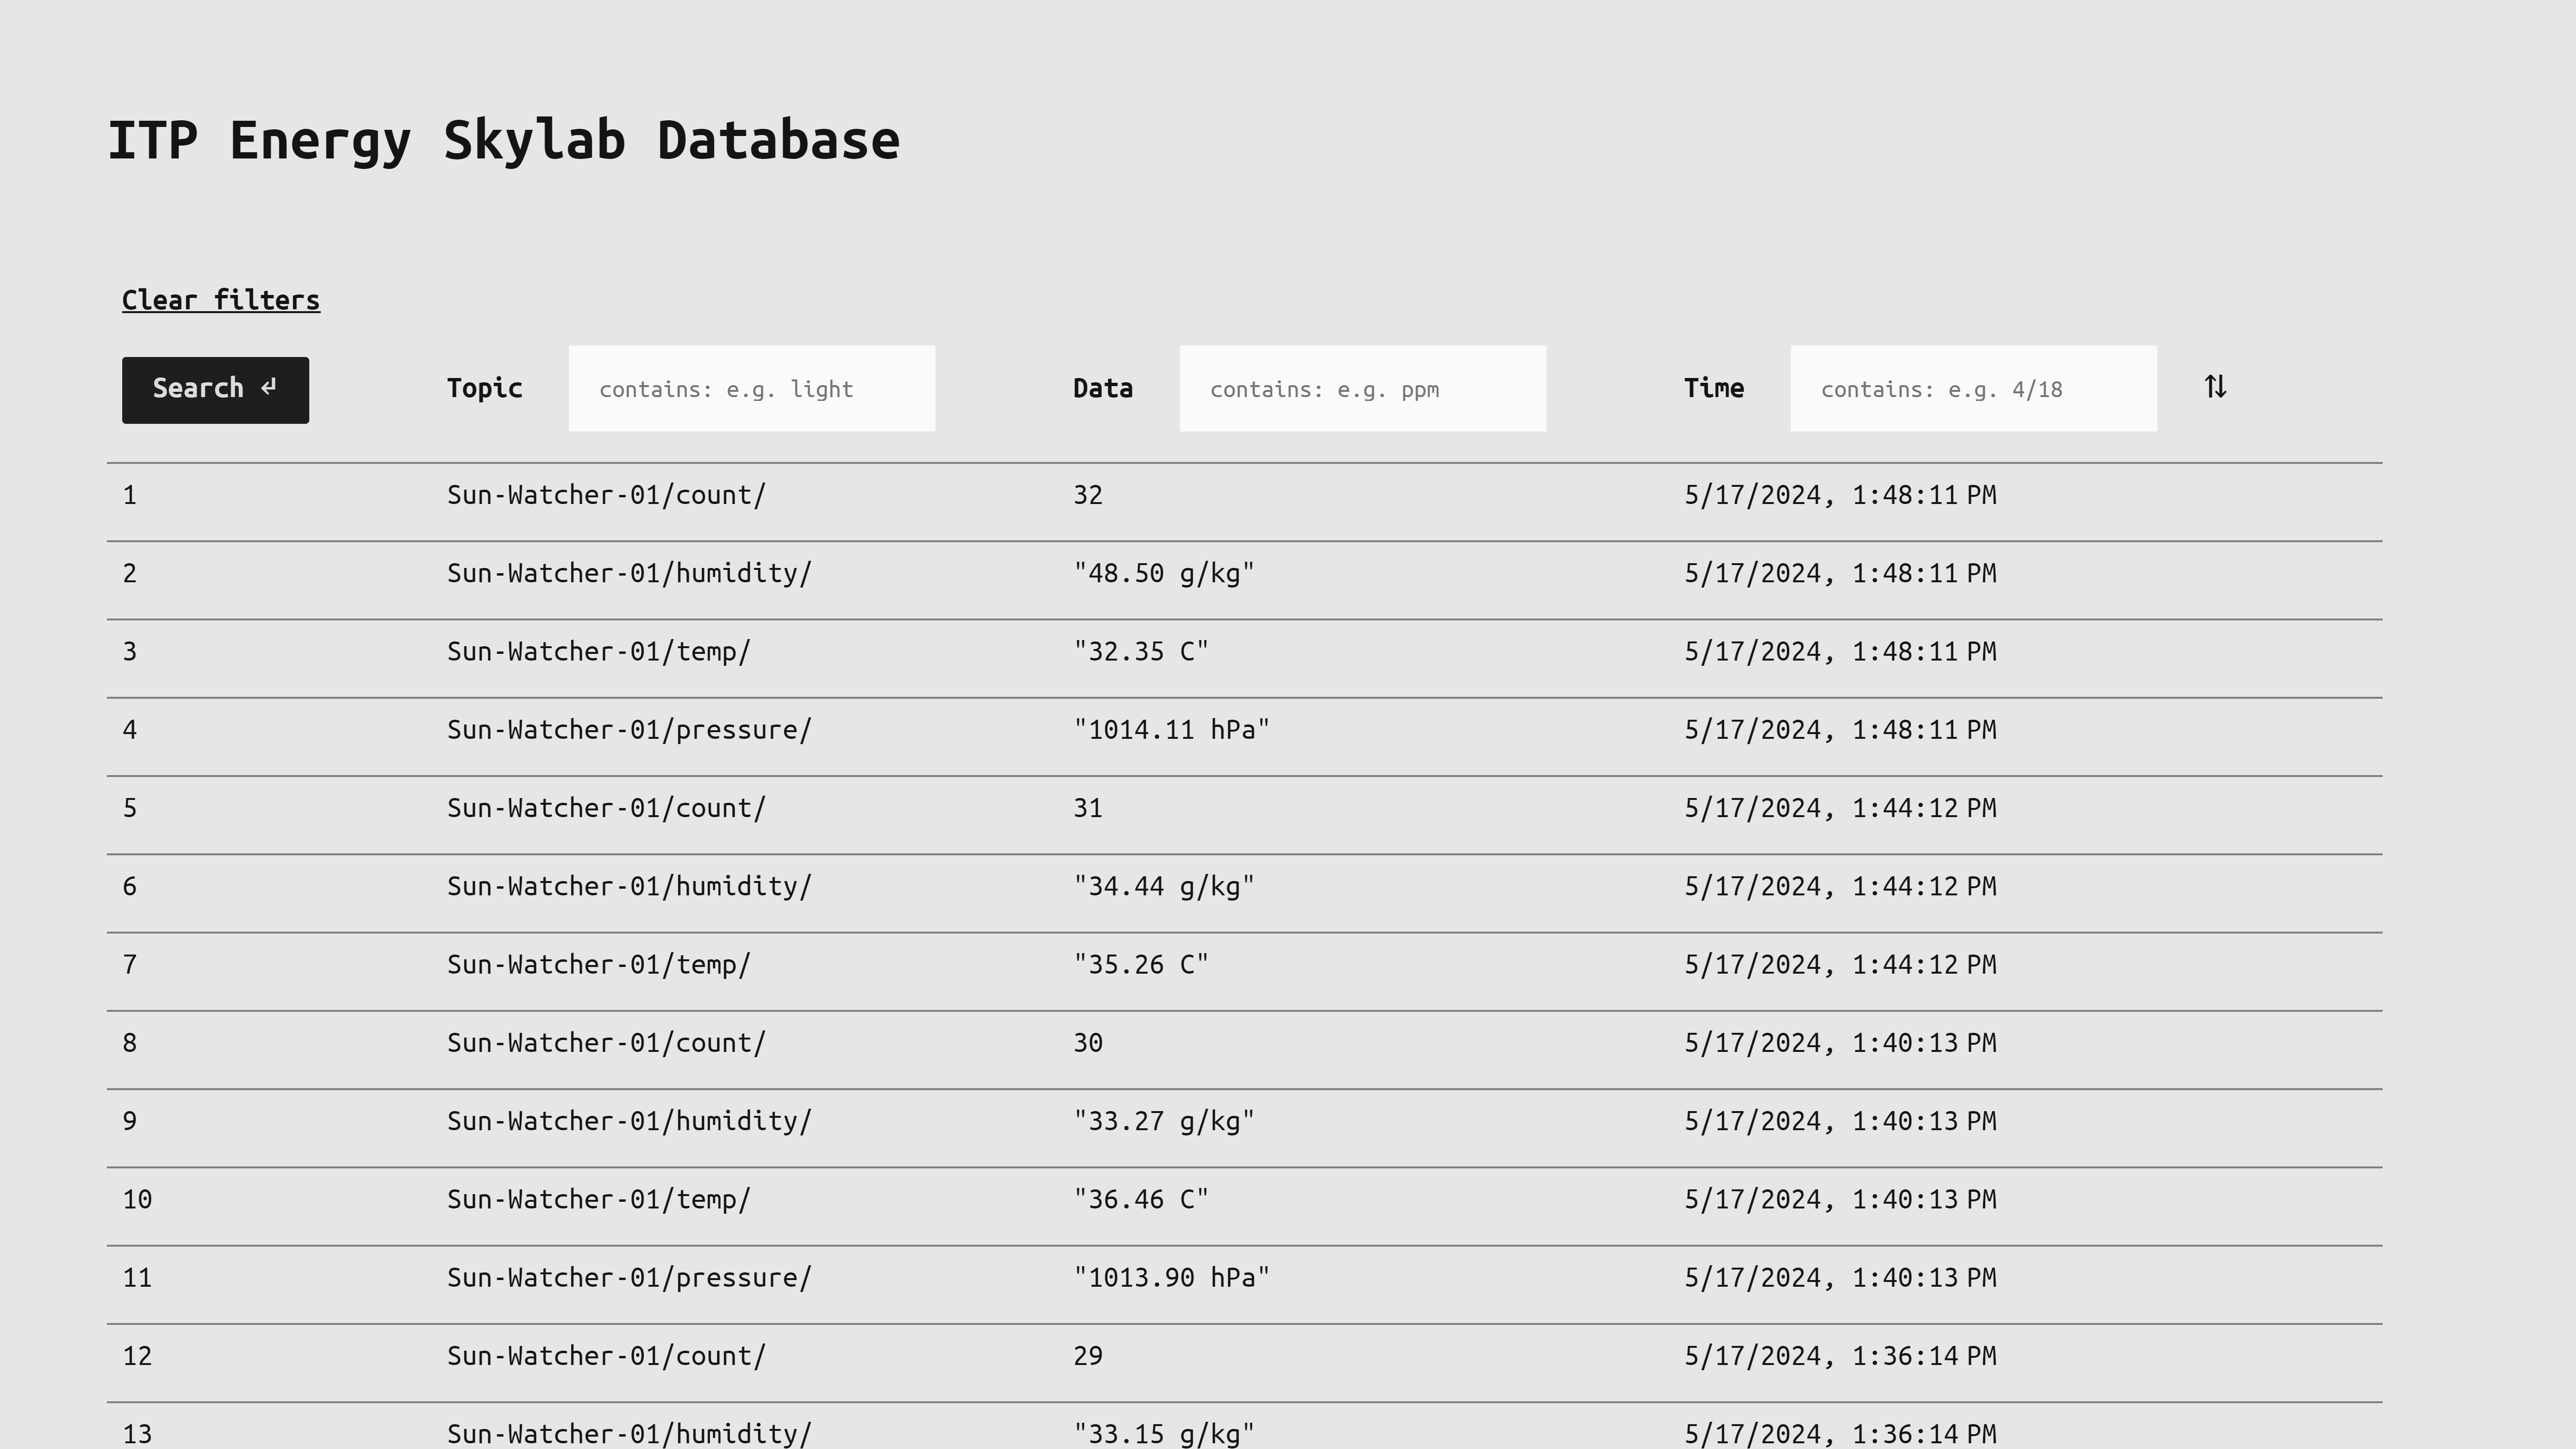 ITP Energy Skylab Database
Clear filters
Search ↲ Topic contains: e.g. light Data contains: e.g. ppm Time contains: e.g. 4/18 ⇅
1 Sun-Watcher-01/count/ 32 5/17/2024, 1:48:11 PM
2 Sun-Watcher-01/humidity/ "48.50 g/kg" 5/17/2024, 1:48:11 PM
3 Sun-Watcher-01/temp/ "32.35 C" 5/17/2024, 1:48:11 PM
4 Sun-Watcher-01/pressure/ "1014.11 hPa" 5/17/2024, 1:48:11 PM
5 Sun-Watcher-01/count/ 31 5/17/2024, 1:44:12 PM
6 Sun-Watcher-01/humidity/ "34.44 g/kg" 5/17/2024, 1:44:12 PM
7 Sun-Watcher-01/temp/ "35.26 C" 5/17/2024, 1:44:12 PM
8 Sun-Watcher-01/count/ 30 5/17/2024, 1:40:13 PM
9 Sun-Watcher-01/humidity/ "33.27 g/kg" 5/17/2024, 1:40:13 PM
10 Sun-Watcher-01/temp/ "36.46 C" 5/17/2024, 1:40:13 PM
11 Sun-Watcher-01/pressure/ "1013.90 hPa" 5/17/2024, 1:40:13 PM
12 Sun-Watcher-01/count/ 29 5/17/2024, 1:36:14 PM
13 Sun-Watcher-01/humidity/ "33.15 g/kg" 5/17/2024, 1:36:14 PM